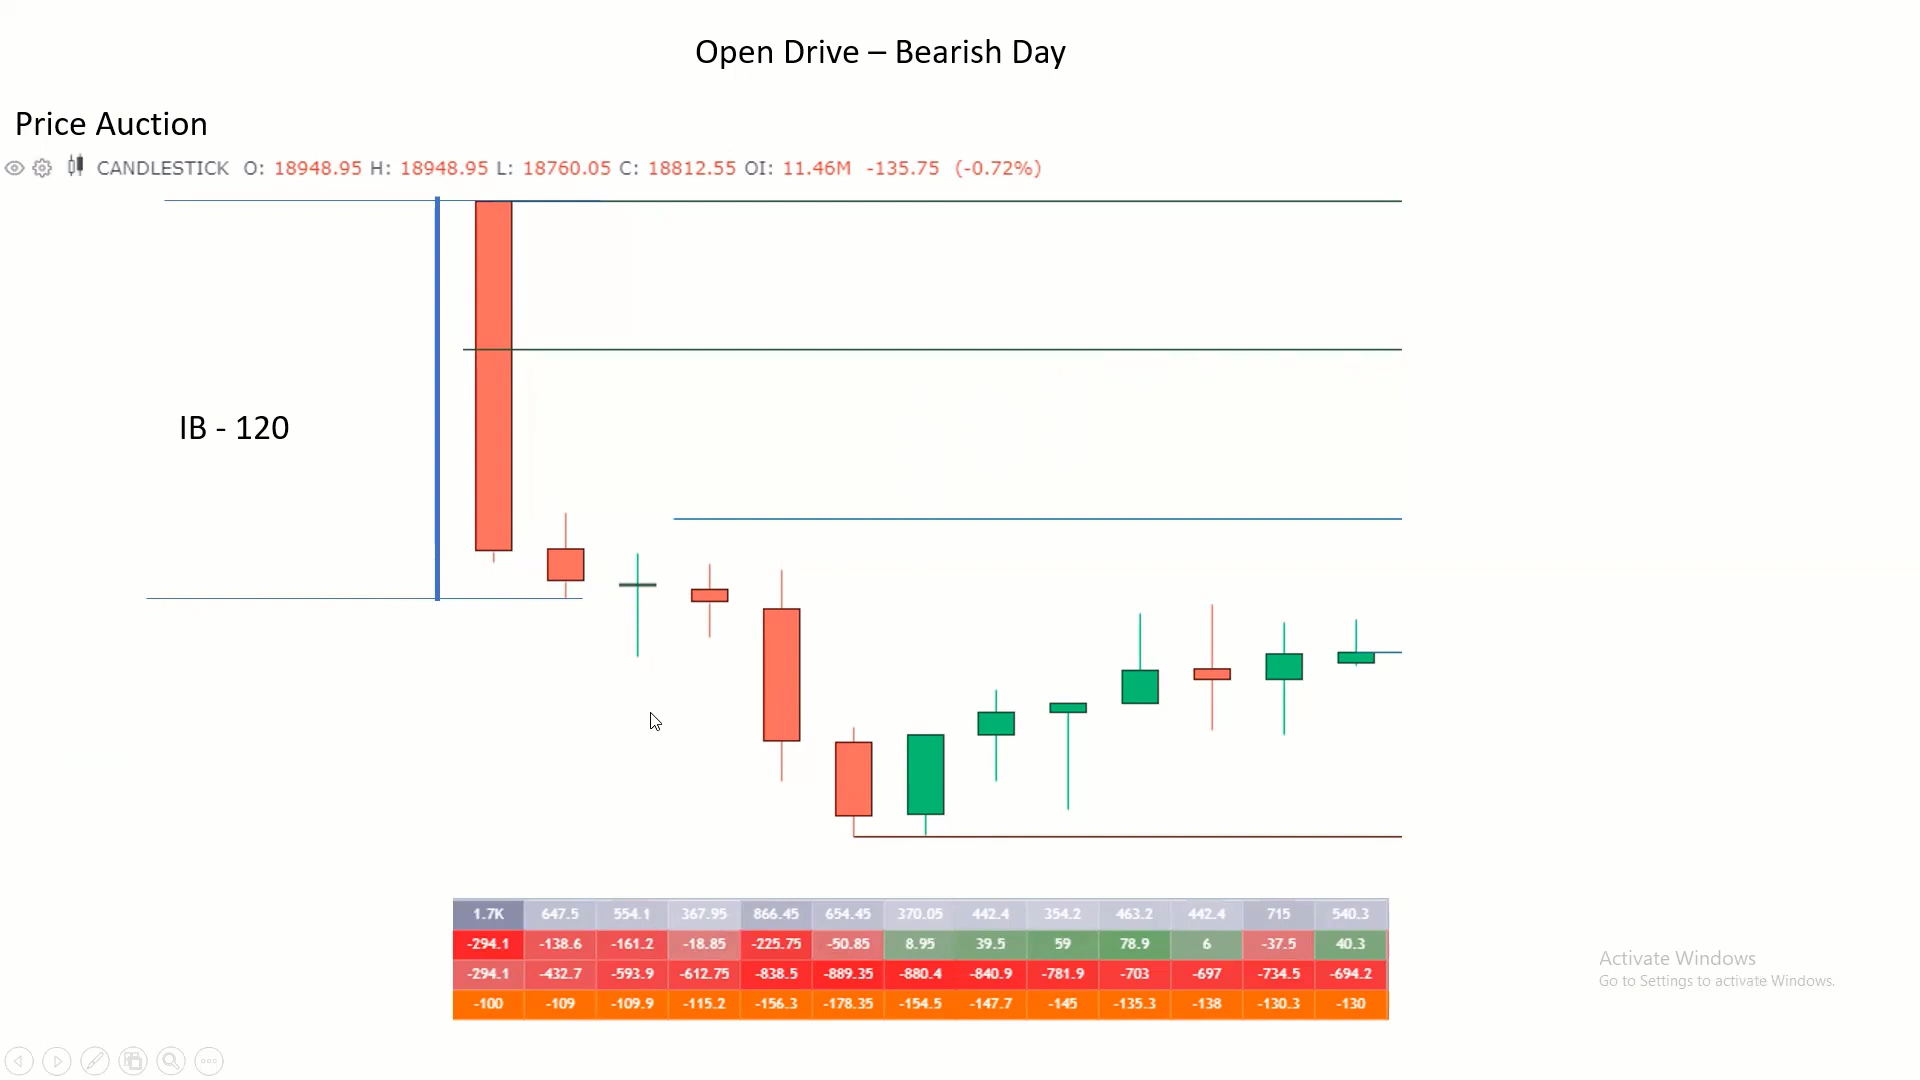 Open Drive – Bearish Day
Price Auction
CANDLESTICK O: 18948.95 H: 18948.95 L: 18760.05 C: 18812.55 OI: 11.46M -135.75 (-0.72%)
IB - 120
1.7K 647.5 554.1 367.95 866.45 654.45 370.05 442.4 354.2 463.2 442.4 715 540.3
-294.1 -138.6 -161.2 -18.85 -225.75 -50.85 8.95 39.5 59 78.9 6 -37.5 40.3
-294.1 -432.7 -593.9 -612.75 -838.5 -889.35 -880.4 -840.9 -781.9 -703 -697 -734.5 -694.2
-100 -109 -109.9 -115.2 -156.3 -178.35 -154.5 -147.7 -145 -135.3 -138 -130.3 -130
Activate Windows
Go to Settings to activate Windows.